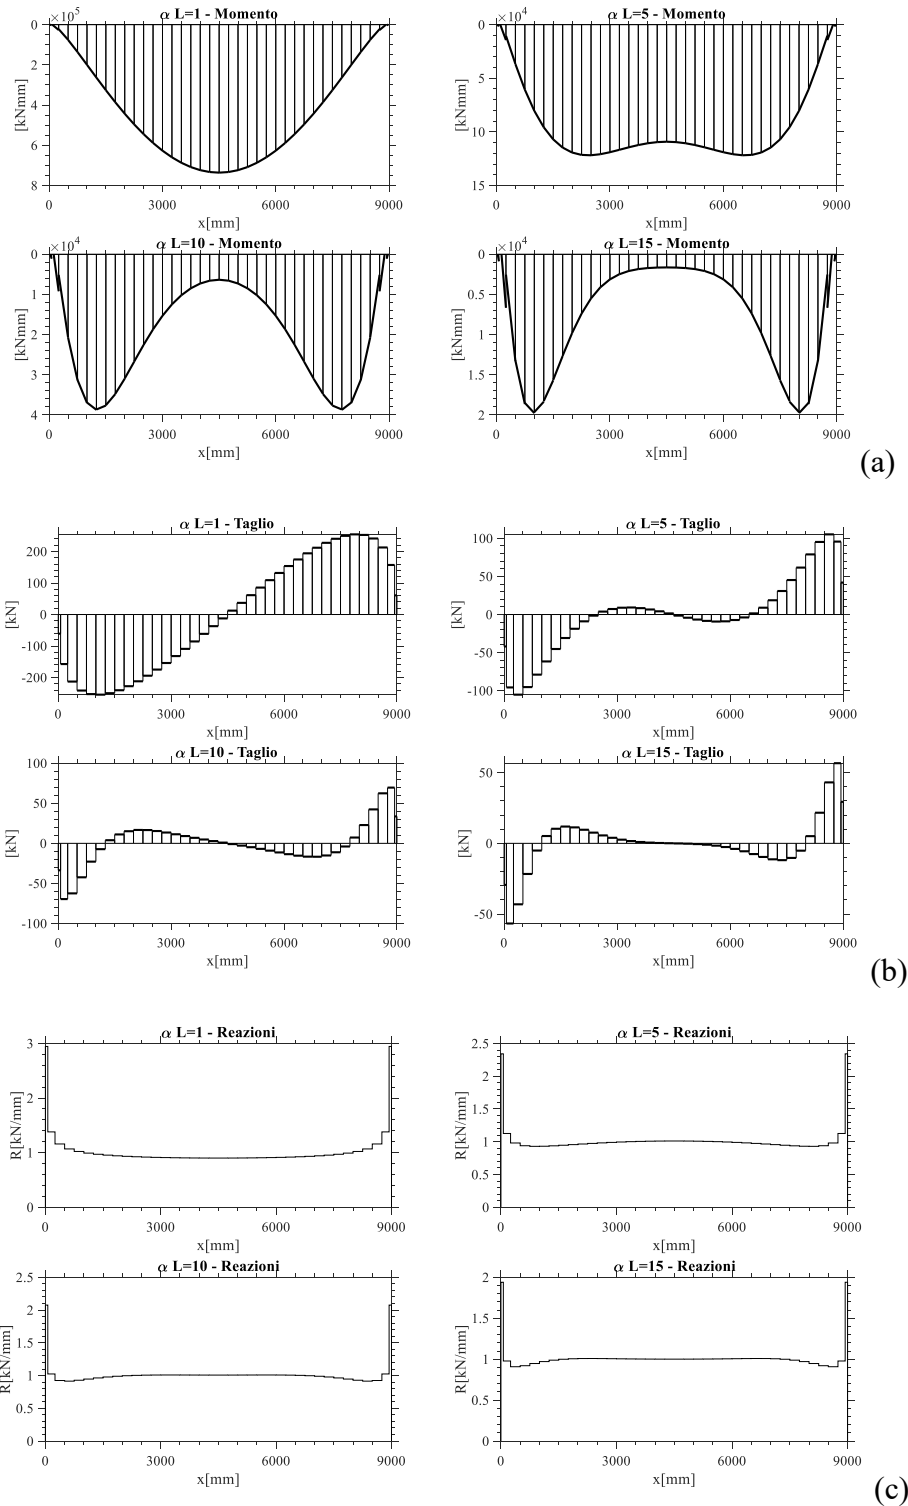 α L=1 - Momento
×10⁵
0
2
4
6
8
[kNmm]
0 3000 6000 9000
x[mm]
α L=5 - Momento
×10⁴
0
5
10
15
[kNmm]
0 3000 6000 9000
x[mm]
α L=10 - Momento
×10⁴
0
1
2
3
4
[kNmm]
0 3000 6000 9000
x[mm]
α L=15 - Momento
×10⁴
0
0.5
1
1.5
2
[kNmm]
0 3000 6000 9000
x[mm]
(a)
α L=1 - Taglio
200
100
0
-100
-200
[kN]
0 3000 6000 9000
x[mm]
α L=5 - Taglio
100
50
0
-50
-100
[kN]
0 3000 6000 9000
x[mm]
α L=10 - Taglio
100
50
0
-50
-100
[kN]
0 3000 6000 9000
x[mm]
α L=15 - Taglio
50
0
-50
[kN]
0 3000 6000 9000
x[mm]
(b)
α L=1 - Reazioni
3
2
1
0
R[kN/mm]
0 3000 6000 9000
x[mm]
α L=5 - Reazioni
2.5
2
1.5
1
0.5
0
R[kN/mm]
0 3000 6000 9000
x[mm]
α L=10 - Reazioni
2.5
2
1.5
1
0.5
0
R[kN/mm]
0 3000 6000 9000
x[mm]
α L=15 - Reazioni
2
1.5
1
0.5
0
R[kN/mm]
0 3000 6000 9000
x[mm]
(c)